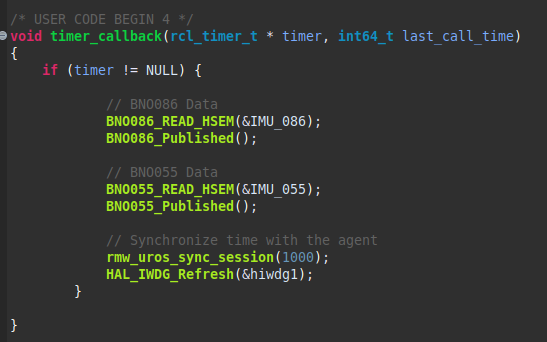 /* USER CODE BEGIN 4 */
void timer_callback(rcl_timer_t * timer, int64_t last_call_time)
{
if (timer != NULL) {
// BNO086 Data
BNO086_READ_HSEM(&IMU_086);
BNO086_Published();
// BNO055 Data
BNO055_READ_HSEM(&IMU_055);
BNO055_Published();
// Synchronize time with the agent
rmw_uros_sync_session(1000);
HAL_IWDG_Refresh(&hiwdg1);
}
}